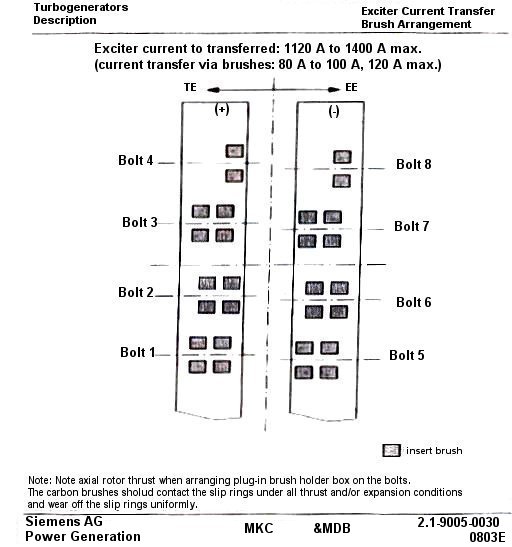 Turbogenerators
Description
Exciter Current Transfer
Brush Arrangement
Exciter current to transferred: 1120 A to 1400 A max.
(current transfer via brushes: 80 A to 100 A, 120 A max.)
TE EE
(+) (-)
Bolt 4 Bolt 8
Bolt 3 Bolt 7
Bolt 2 Bolt 6
Bolt 1 Bolt 5
insert brush
Note: Note axial rotor thrust when arranging plug-in brush holder box on the bolts.
The carbon brushes sholud contact the slip rings under all thrust and/or expansion conditions
and wear off the slip rings uniformly.
Siemens AG
Power Generation
MKC &MDB
2.1-9005-0030
0803E